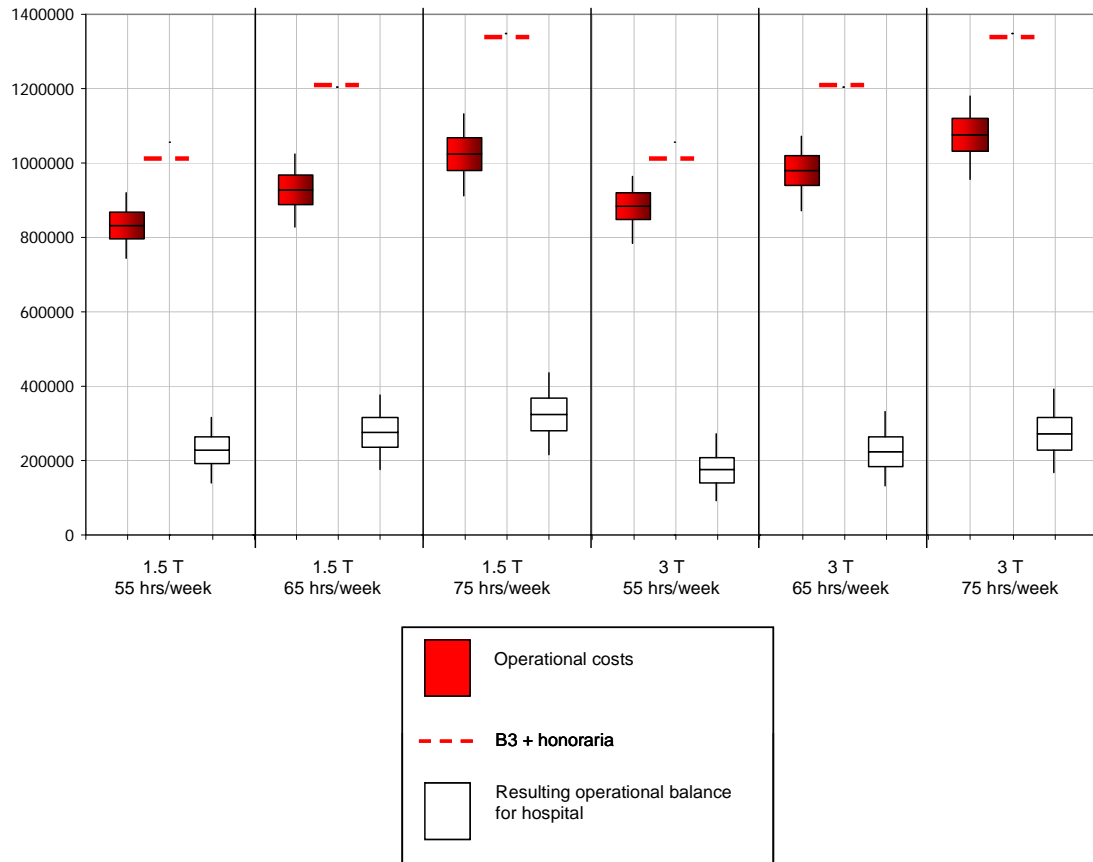 1400000
1200000
1000000
800000
600000
400000
200000
0
1.5 T
55 hrs/week
1.5 T
65 hrs/week
1.5 T
75 hrs/week
3 T
55 hrs/week
3 T
65 hrs/week
3 T
75 hrs/week
Operational costs
B3 + honoraria
Resulting operational balance
for hospital